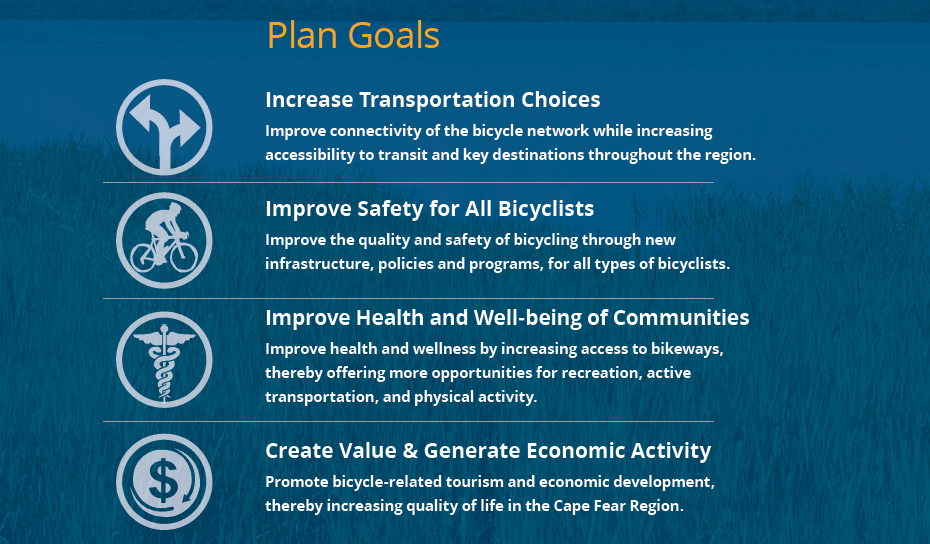 Plan Goals
Increase Transportation Choices
Improve connectivity of the bicycle network while increasing
accessibility to transit and key destinations throughout the region.
Improve Safety for All Bicyclists
Improve the quality and safety of bicycling through new
infrastructure, policies and programs, for all types of bicyclists.
Improve Health and Well-being of Communities
Improve health and wellness by increasing access to bikeways,
thereby offering more opportunities for recreation, active
transportation, and physical activity.
$
Create Value & Generate Economic Activity
Promote bicycle-related tourism and economic development,
thereby increasing quality of life in the Cape Fear Region.